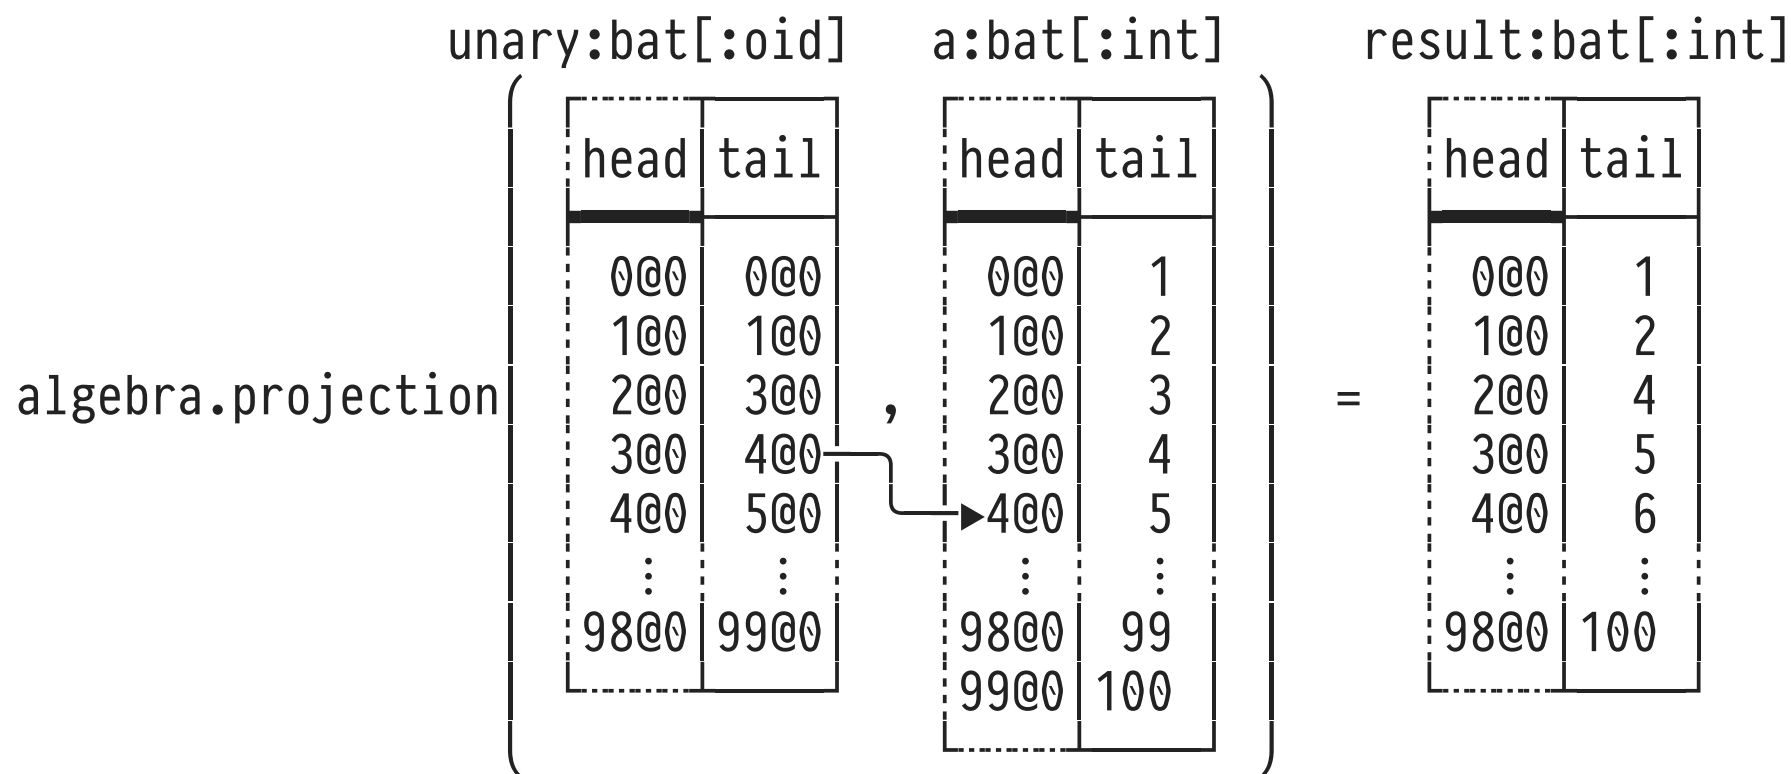 unary:bat[:oid] a:bat[:int] result:bat[:int]
head tail head tail head tail
0@0 0@0 0@0 1 0@0 1
1@0 1@0 1@0 2 1@0 2
algebra.projection( 2@0 3@0 , 2@0 3 ) = 2@0 4
3@0 4@0 3@0 4 3@0 5
4@0 5@0 4@0 5 4@0 6
⋮ ⋮ ⋮ ⋮ ⋮ ⋮
98@0 99@0 98@0 99 98@0 100
99@0 100